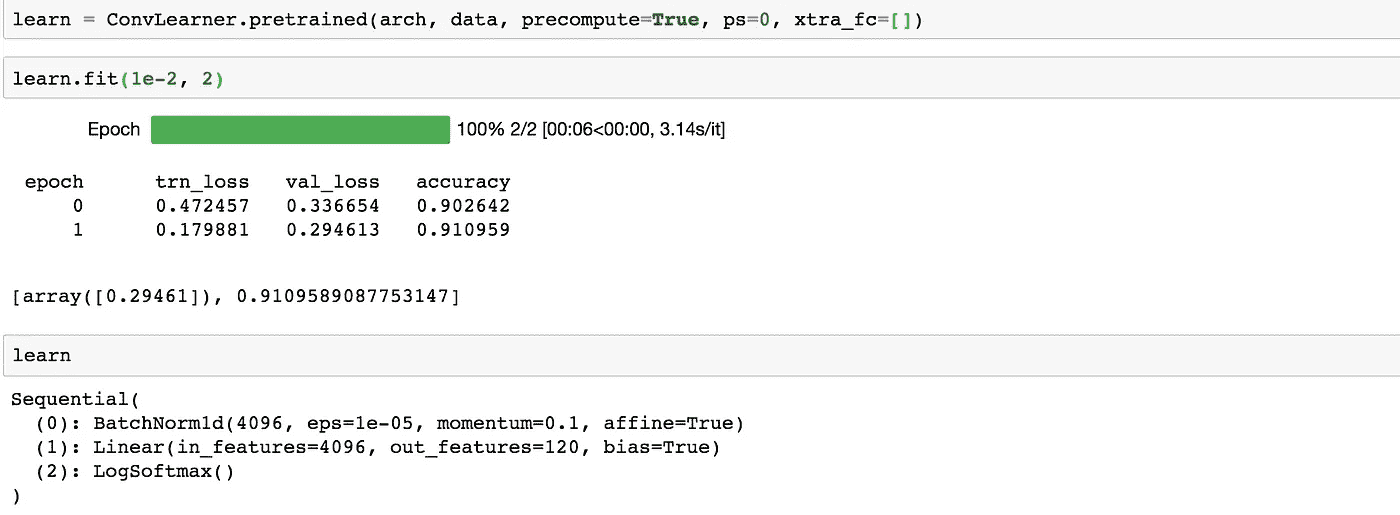 learn = ConvLearner.pretrained(arch, data, precompute=True, ps=0, xtra_fc=[])
learn.fit(1e-2, 2)
Epoch 100% 2/2 [00:06<00:00, 3.14s/it]
epoch trn_loss val_loss accuracy
0 0.472457 0.336654 0.902642
1 0.179881 0.294613 0.910959
[array([0.29461]), 0.9109589087753147]
learn
Sequential(
(0): BatchNorm1d(4096, eps=1e-05, momentum=0.1, affine=True)
(1): Linear(in_features=4096, out_features=120, bias=True)
(2): LogSoftmax()
)